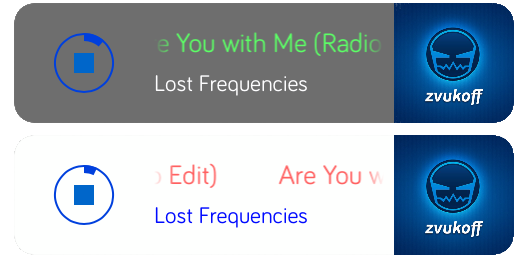 e You with Me (Radio
Lost Frequencies
zvukoff
Edit)    Are You w
Lost Frequencies
zvukoff